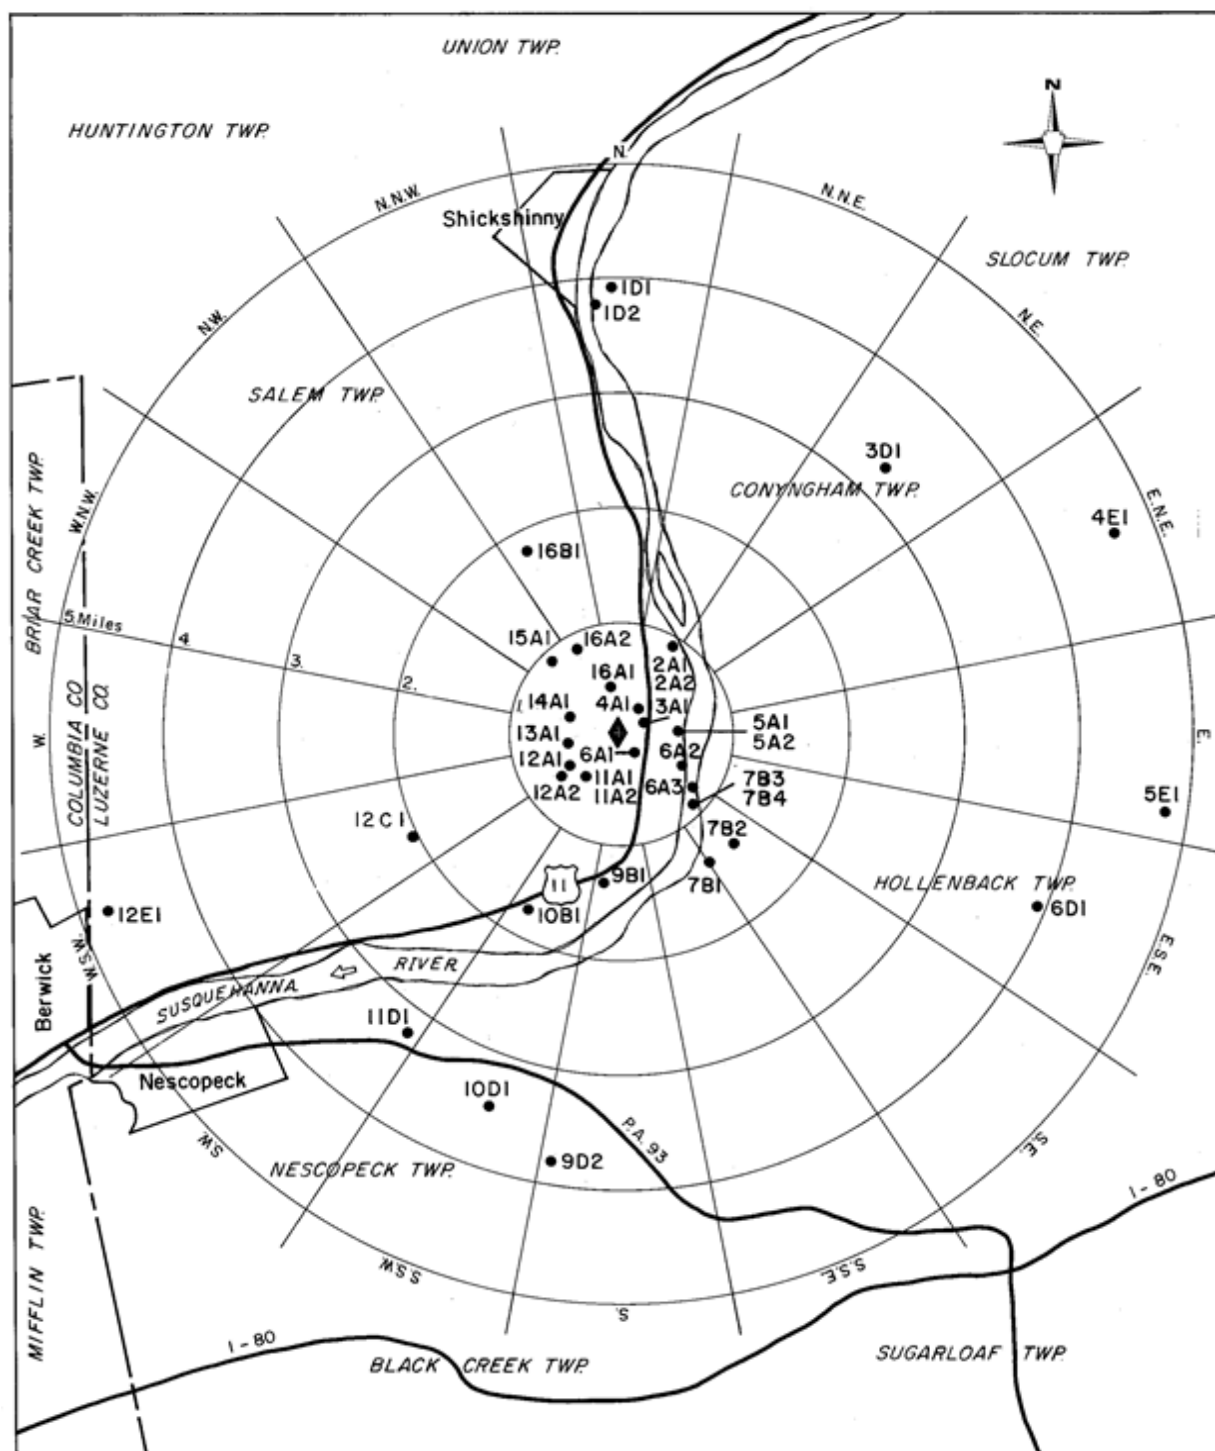 UNION TWP.
N
HUNTINGTON TWP.
N.
N.N.W.
N.N.E.
Shickshinny
SLOCUM TWP.
1D1
1D2
N.W.
N.E.
SALEM TWP.
3D1
CONYNGHAM TWP.
BRIAR CREEK TWP.
W.N.W.
E.N.E.
4E1
16B1
5 Miles
4.
3.
2.
1.
15A1
16A2
16A1
2A1
2A2
14A1
4A1
3A1
13A1
5A1
5A2
W.
E.
COLUMBIA CO
LUZERNE CO.
12A1
6A1
6A2
12A2
11A1
11A2
6A3
7B3
7B4
5E1
12C1
7B2
7B1
9B1
11
HOLLENBACK TWP.
6D1
12E1
10B1
W.S.W.
E.S.E.
Berwick
RIVER
SUSQUEHANNA
11D1
Nescopeck
10D1
P.A. 93
S.W.
S.E.
NESCOPECK TWP.
9D2
I-80
MIFFLIN TWP.
S.S.W.
S.S.E.
S.
I-80
BLACK CREEK TWP.
SUGARLOAF TWP.